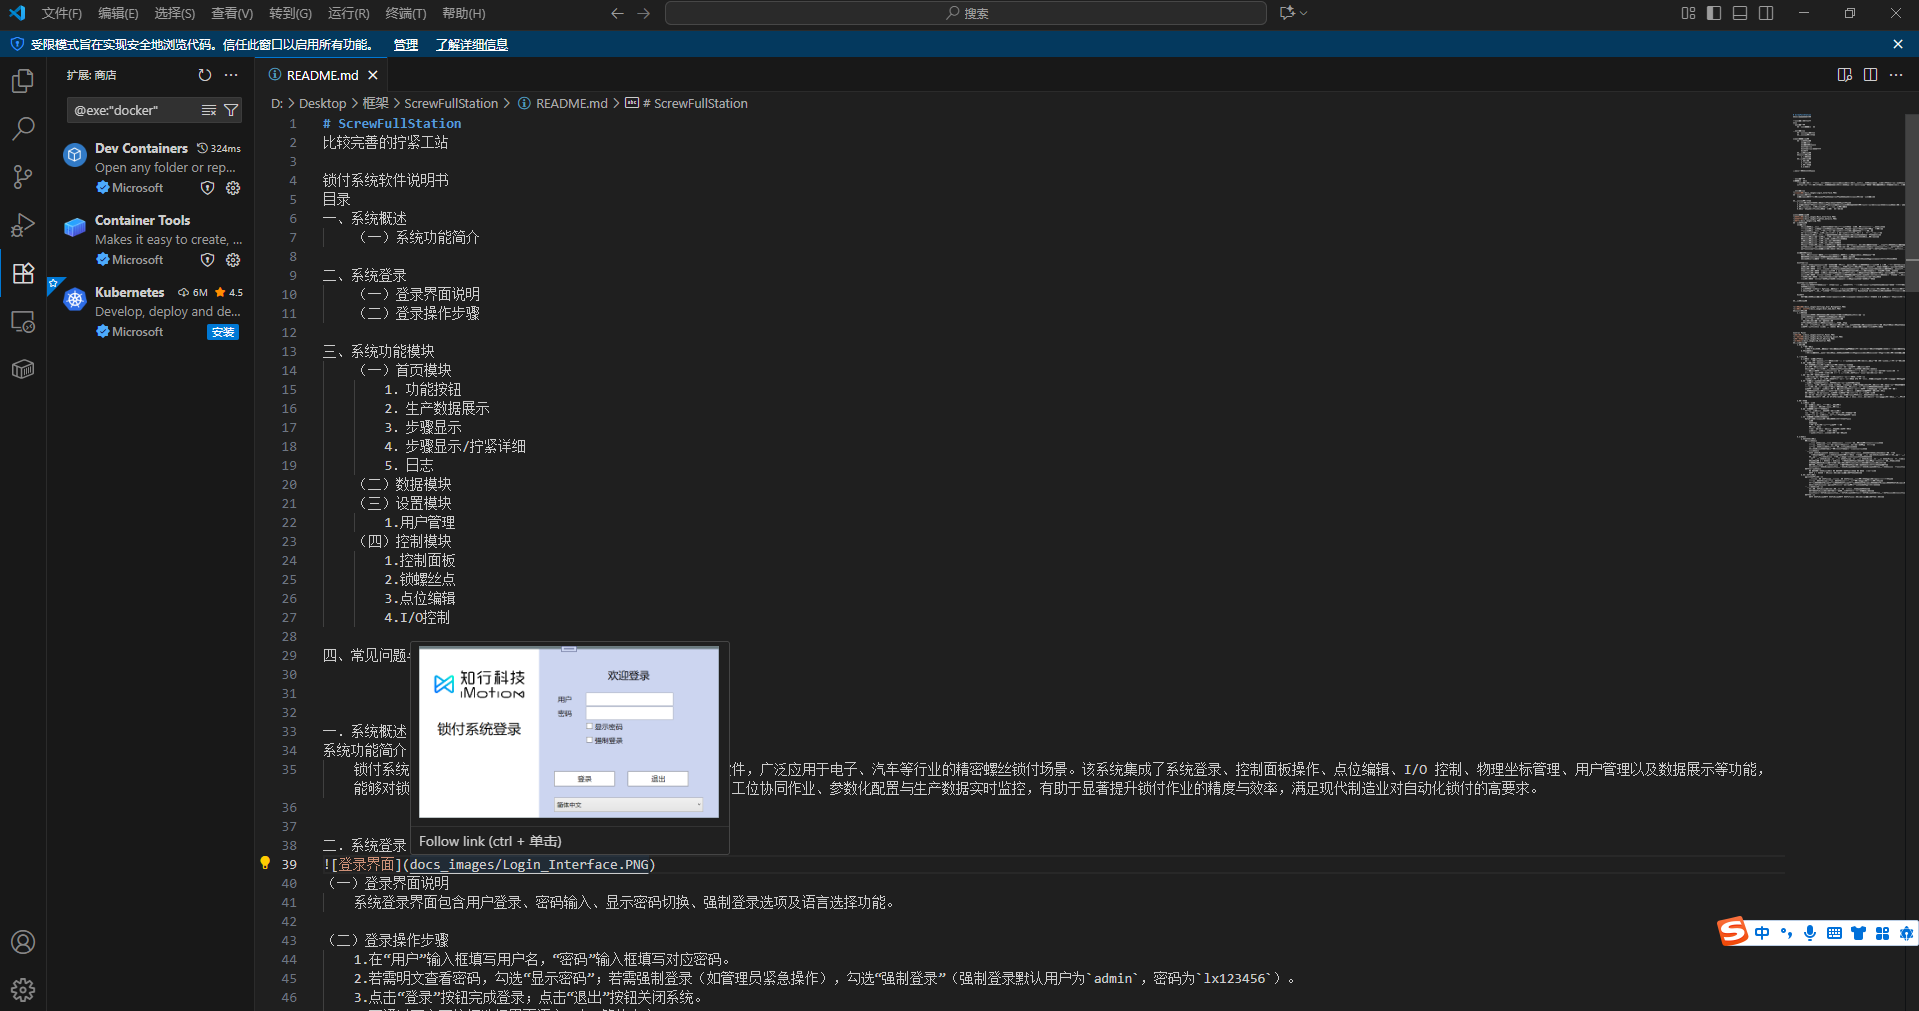 文件(F) 编辑(E) 选择(S) 查看(V) 转到(G) 运行(R) 终端(T) 帮助(H) 搜索
受限模式旨在实现安全地浏览代码。信任此窗口以启用所有功能。 管理 了解详细信息
扩展: 商店
@exe:"docker"
Dev Containers 324ms
Open any folder or rep...
Microsoft
Container Tools
Makes it easy to create, ...
Microsoft
Kubernetes 6M 4.5
Develop, deploy and de...
Microsoft 安装
README.md
D: > Desktop > 框架 > ScrewFullStation > README.md > # ScrewFullStation
1 # ScrewFullStation
2 比较完善的拧紧工站
3
4 锁付系统软件说明书
5 目录
6 一、系统概述
7 （一）系统功能简介
8
9 二、系统登录
10 （一）登录界面说明
11 （二）登录操作步骤
12
13 三、系统功能模块
14 （一）首页模块
15 1. 功能按钮
16 2. 生产数据展示
17 3. 步骤显示
18 4. 步骤显示/拧紧详细
19 5. 日志
20 （二）数据模块
21 （三）设置模块
22 1.用户管理
23 （四）控制模块
24 1.控制面板
25 2.锁螺丝点
26 3.点位编辑
27 4.I/O控制
28
29 四、常见问题
30
31
32
33 一．系统概述
34 系统功能简介
35 锁付系统 件，广泛应用于电子、汽车等行业的精密螺丝锁付场景。该系统集成了系统登录、控制面板操作、点位编辑、I/O 控制、物理坐标管理、用户管理以及数据展示等功能，
能够对锁 工位协同作业、参数化配置与生产数据实时监控，有助于显著提升锁付作业的精度与效率，满足现代制造业对自动化锁付的高要求。
36
37
38 二．系统登录
39 ![登录界面](docs_images/Login_Interface.PNG)
40 （一）登录界面说明
41 系统登录界面包含用户登录、密码输入、显示密码切换、强制登录选项及语言选择功能。
42
43 （二）登录操作步骤
44 1.在“用户”输入框填写用户名，“密码”输入框填写对应密码。
45 2.若需明文查看密码，勾选“显示密码”；若需强制登录（如管理员紧急操作），勾选“强制登录”（强制登录默认用户为`admin`，密码为`lx123456`）。
46 3.点击“登录”按钮完成登录；点击“退出”按钮关闭系统。
知行科技
iMotion
锁付系统登录
欢迎登录
用户
密码
显示密码
强制登录
登录 退出
简体中文
Follow link (ctrl + 单击)
中